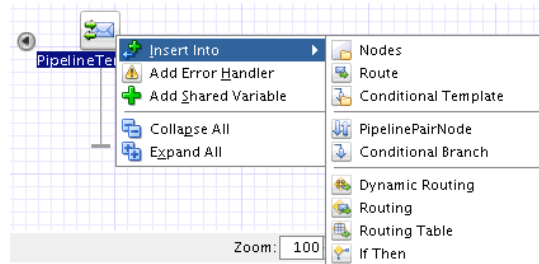 PipelineTe
Insert Into
Add Error Handler
Add Shared Variable
Collapse All
Expand All
Nodes
Route
Conditional Template
PipelinePairNode
Conditional Branch
Dynamic Routing
Routing
Routing Table
If Then
Zoom: 100